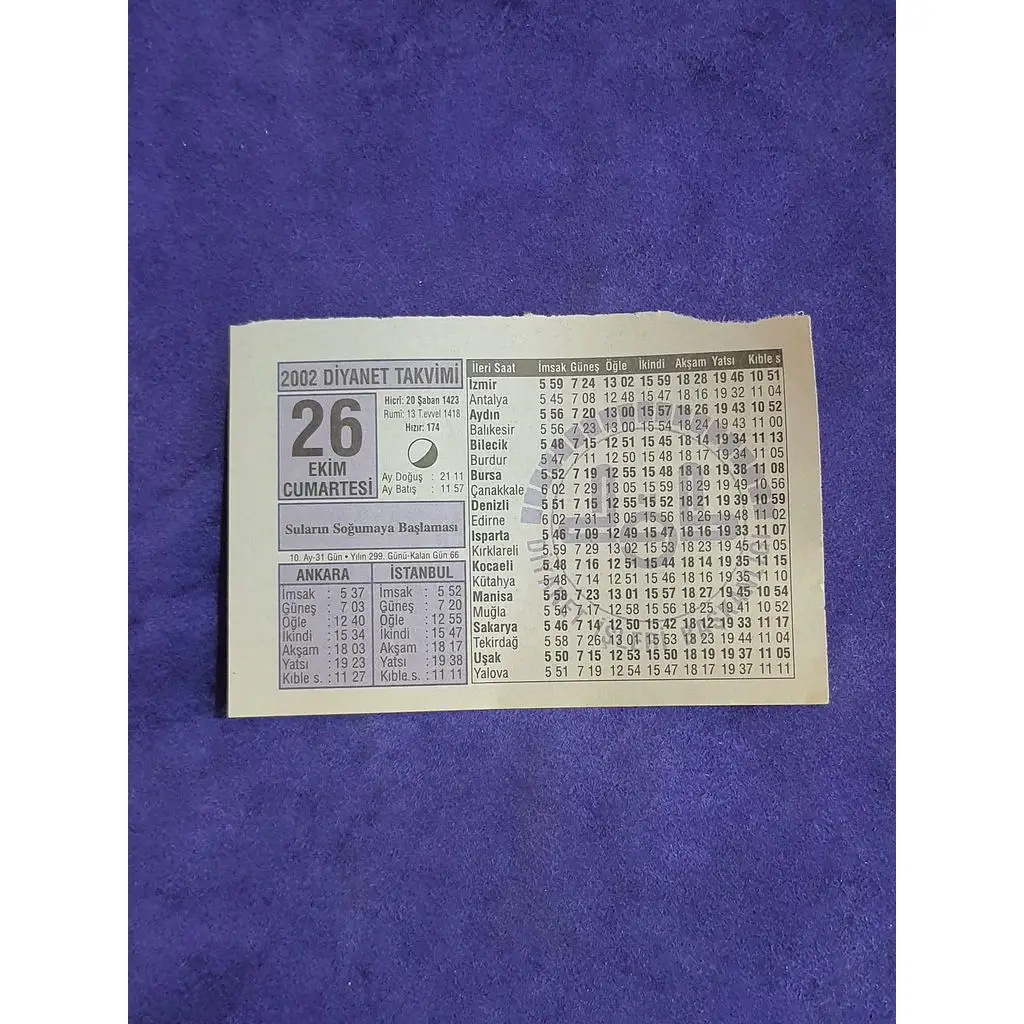 2002 DİYANET TAKVİMİ
26
EKİM
CUMARTESİ
Hicrî: 20 Şaban 1423
Rumî: 13 T.evvel 1418
Hızır: 174
Ay Doğuş : 21 11
Ay Batış : 11 57
Suların Soğumaya Başlaması
10. Ay-31 Gün • Yılın 299. Günü-Kalan Gün 66
ANKARA
İmsak : 5 37
Güneş : 7 03
Öğle : 12 40
İkindi : 15 34
Akşam : 18 03
Yatsı : 19 23
Kıble s. : 11 27
İSTANBUL
İmsak : 5 52
Güneş : 7 20
Öğle : 12 55
İkindi : 15 47
Akşam : 18 17
Yatsı : 19 38
Kıble s. : 11 11
İleri Saat İmsak Güneş Öğle İkindi Akşam Yatsı Kıble s
İzmir 5 59 7 24 13 02 15 59 18 28 19 46 10 51
Antalya 5 45 7 08 12 48 15 47 18 16 19 32 11 04
Aydın 5 56 7 20 13 00 15 57 18 26 19 43 10 52
Balıkesir 5 56 7 23 13 00 15 54 18 24 19 43 11 00
Bilecik 5 48 7 15 12 51 15 45 18 14 19 34 11 13
Burdur 5 47 7 11 12 50 15 48 18 17 19 34 11 05
Bursa 5 52 7 19 12 55 15 48 18 18 19 38 11 08
Çanakkale 6 02 7 29 13 05 15 59 18 29 19 49 10 56
Denizli 5 51 7 15 12 55 15 52 18 21 19 39 10 59
Edirne 6 02 7 31 13 05 15 56 18 26 19 48 11 02
Isparta 5 46 7 09 12 49 15 47 18 16 19 33 11 07
Kırklareli 5 59 7 29 13 02 15 53 18 23 19 45 11 05
Kocaeli 5 48 7 16 12 51 15 44 18 14 19 35 11 15
Kütahya 5 48 7 14 12 51 15 46 18 15 19 35 11 10
Manisa 5 58 7 23 13 01 15 57 18 27 19 45 10 54
Muğla 5 54 7 17 12 58 15 56 18 25 19 41 10 52
Sakarya 5 46 7 14 12 50 15 42 18 12 19 33 11 17
Tekirdağ 5 58 7 26 13 01 15 53 18 23 19 44 11 04
Uşak 5 50 7 15 12 53 15 50 18 19 19 37 11 05
Yalova 5 51 7 19 12 54 15 47 18 17 19 37 11 11